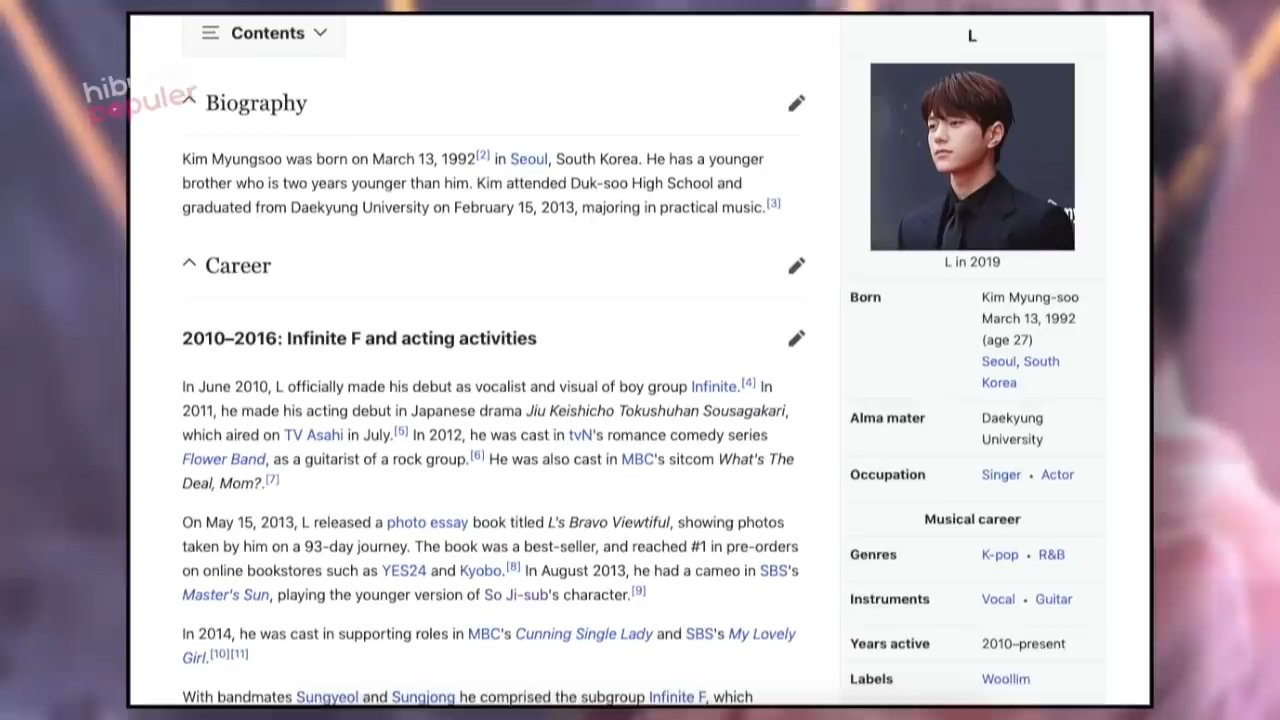 Contents
hibu
populer
Biography
Kim Myungsoo was born on March 13, 1992[2] in Seoul, South Korea. He has a younger
brother who is two years younger than him. Kim attended Duk-soo High School and
graduated from Daekyung University on February 15, 2013, majoring in practical music.[3]
Career
2010–2016: Infinite F and acting activities
In June 2010, L officially made his debut as vocalist and visual of boy group Infinite.[4] In
2011, he made his acting debut in Japanese drama Jiu Keishicho Tokushuhan Sousagakari,
which aired on TV Asahi in July.[5] In 2012, he was cast in tvN's romance comedy series
Flower Band, as a guitarist of a rock group.[6] He was also cast in MBC's sitcom What's The
Deal, Mom?.[7]
On May 15, 2013, L released a photo essay book titled L's Bravo Viewtiful, showing photos
taken by him on a 93-day journey. The book was a best-seller, and reached #1 in pre-orders
on online bookstores such as YES24 and Kyobo.[8] In August 2013, he had a cameo in SBS's
Master's Sun, playing the younger version of So Ji-sub's character.[9]
In 2014, he was cast in supporting roles in MBC's Cunning Single Lady and SBS's My Lovely
Girl.[10][11]
With bandmates Sungyeol and Sungjong he comprised the subgroup Infinite F, which
L
L in 2019
Born Kim Myung-soo
March 13, 1992
(age 27)
Seoul, South
Korea
Alma mater Daekyung
University
Occupation Singer • Actor
Musical career
Genres K-pop • R&B
Instruments Vocal • Guitar
Years active 2010–present
Labels Woollim